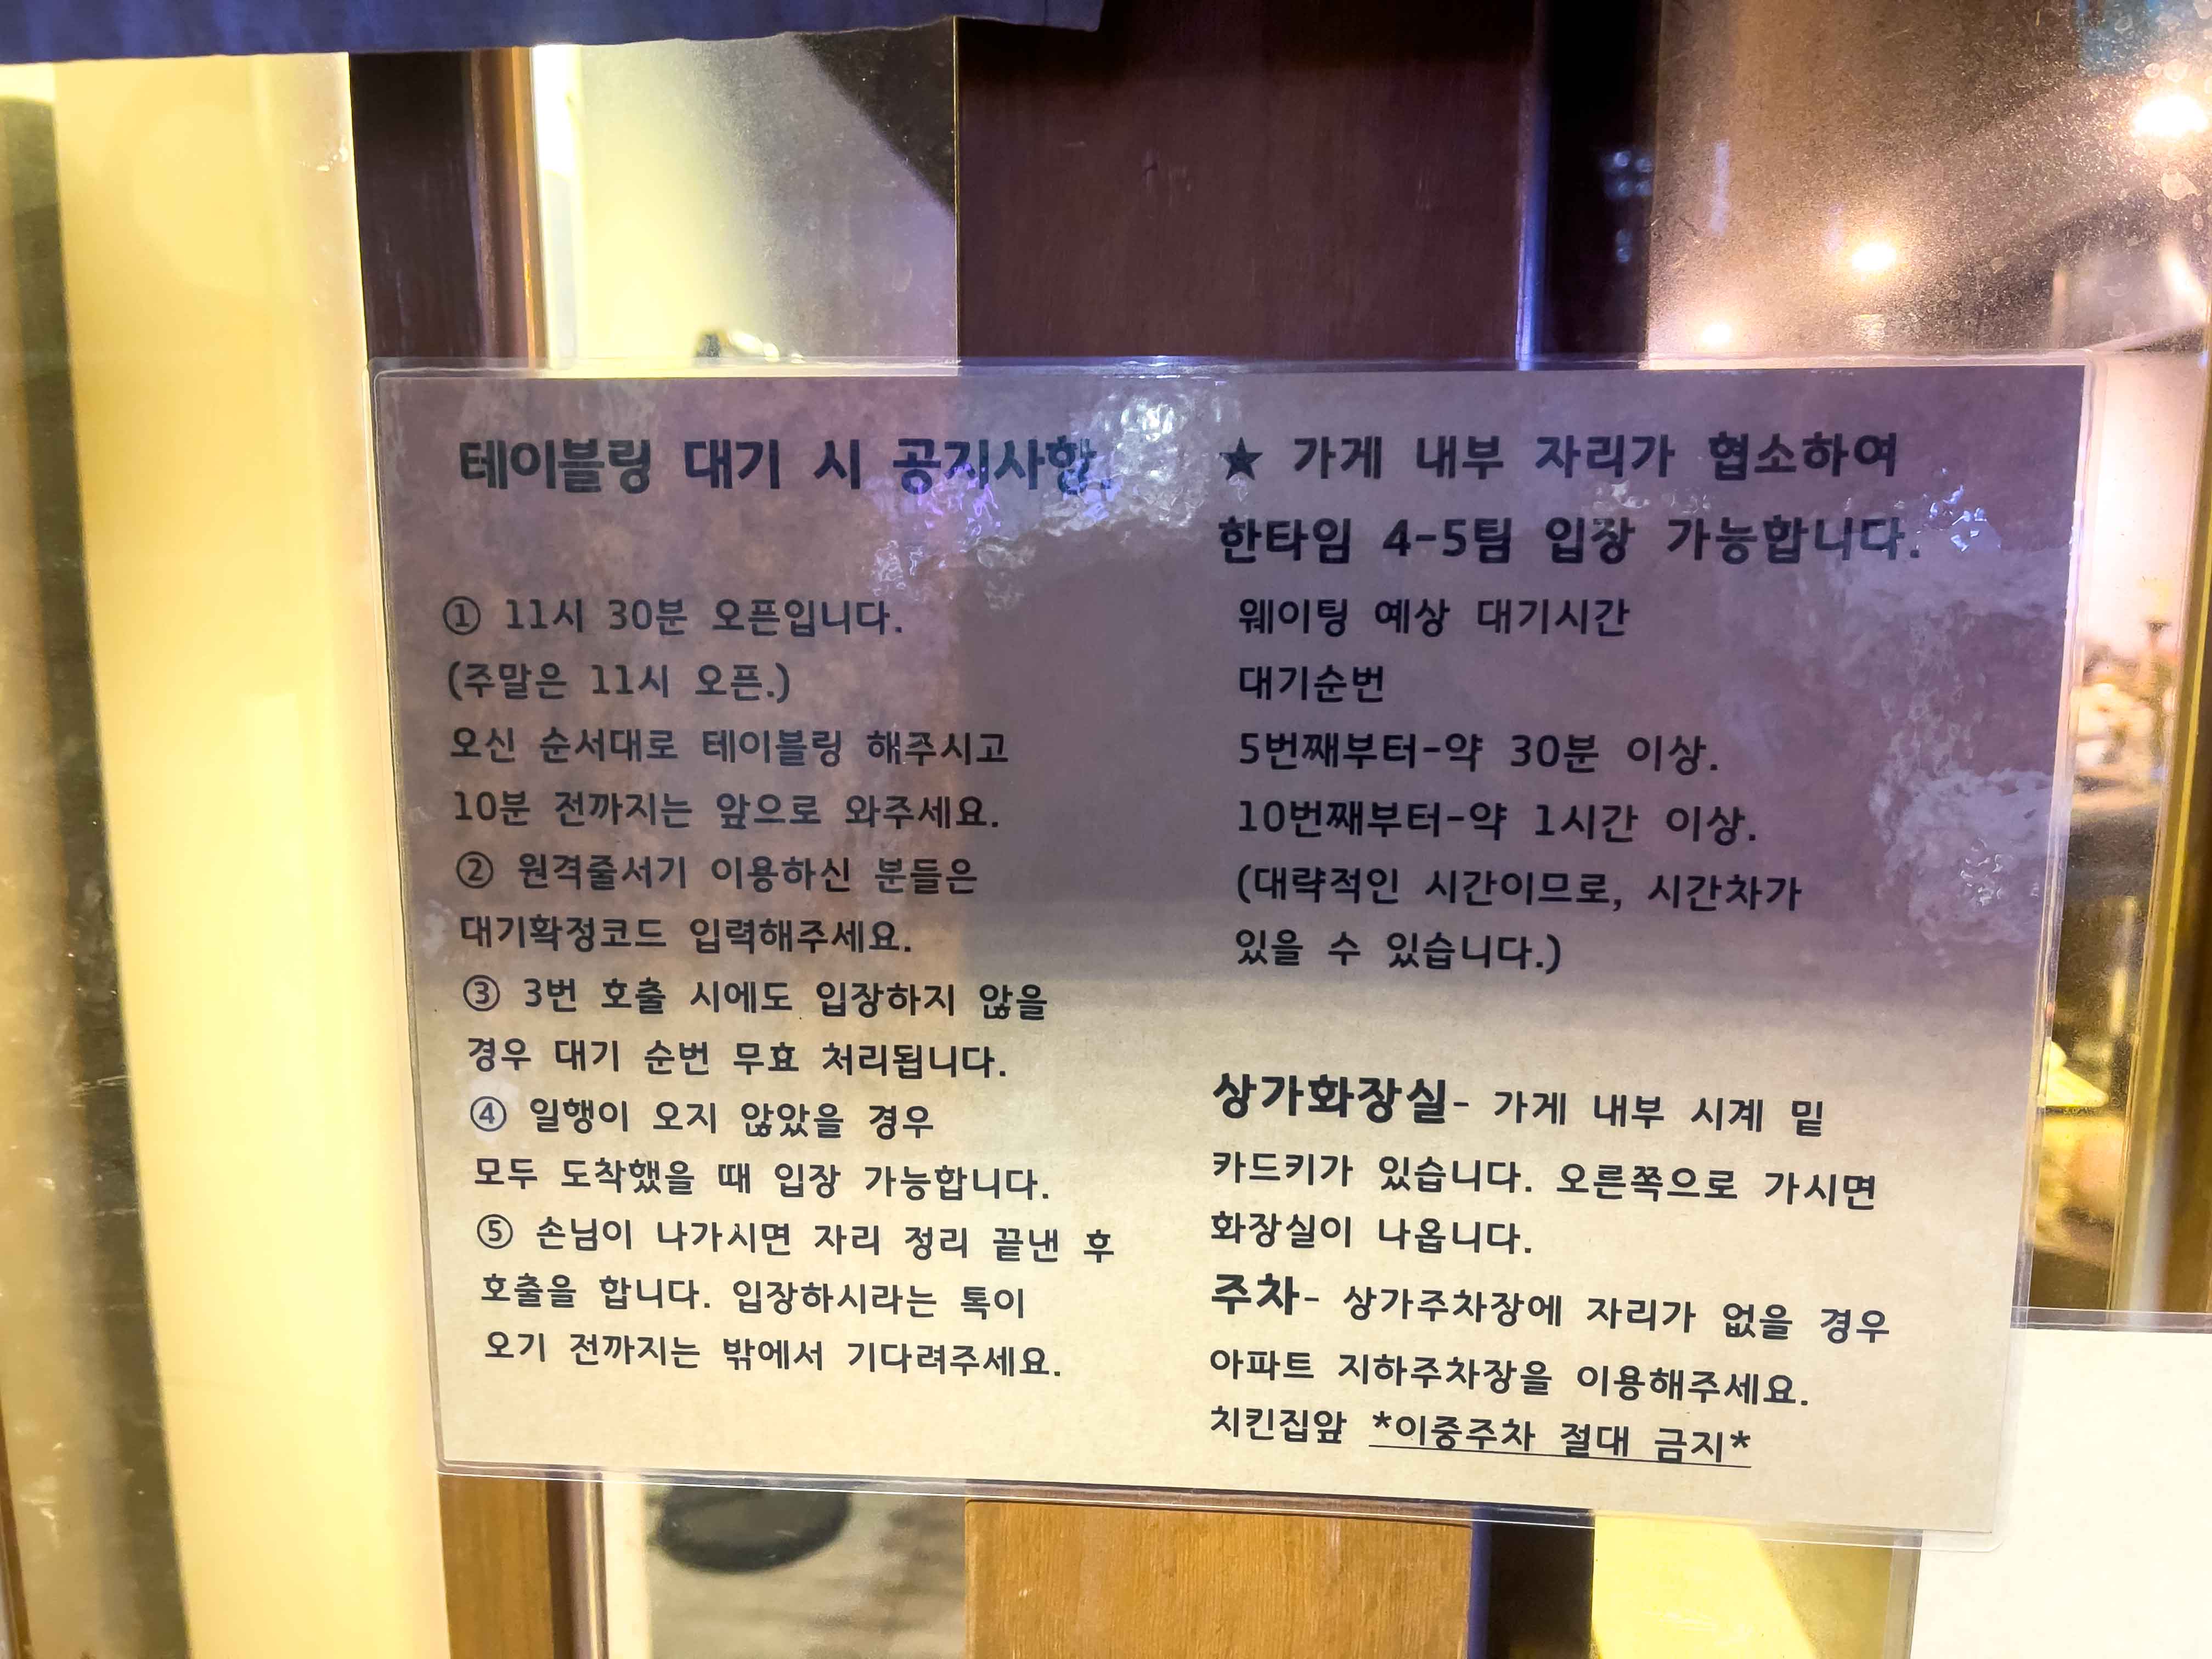 테이블링 대기 시 공지사항.
① 11시 30분 오픈입니다.
(주말은 11시 오픈.)
오신 순서대로 테이블링 해주시고
10분 전까지는 앞으로 와주세요.
② 원격줄서기 이용하신 분들은
대기확정코드 입력해주세요.
③ 3번 호출 시에도 입장하지 않을
경우 대기 순번 무효 처리됩니다.
④ 일행이 오지 않았을 경우
모두 도착했을 때 입장 가능합니다.
⑤ 손님이 나가시면 자리 정리 끝낸 후
호출을 합니다. 입장하시라는 톡이
오기 전까지는 밖에서 기다려주세요.
★ 가게 내부 자리가 협소하여
한타임 4-5팀 입장 가능합니다.
웨이팅 예상 대기시간
대기순번
5번째부터-약 30분 이상.
10번째부터-약 1시간 이상.
(대략적인 시간이므로, 시간차가
있을 수 있습니다.)
상가화장실- 가게 내부 시계 밑
카드키가 있습니다. 오른쪽으로 가시면
화장실이 나옵니다.
주차- 상가주차장에 자리가 없을 경우
아파트 지하주차장을 이용해주세요.
치킨집앞 *이중주차 절대 금지*